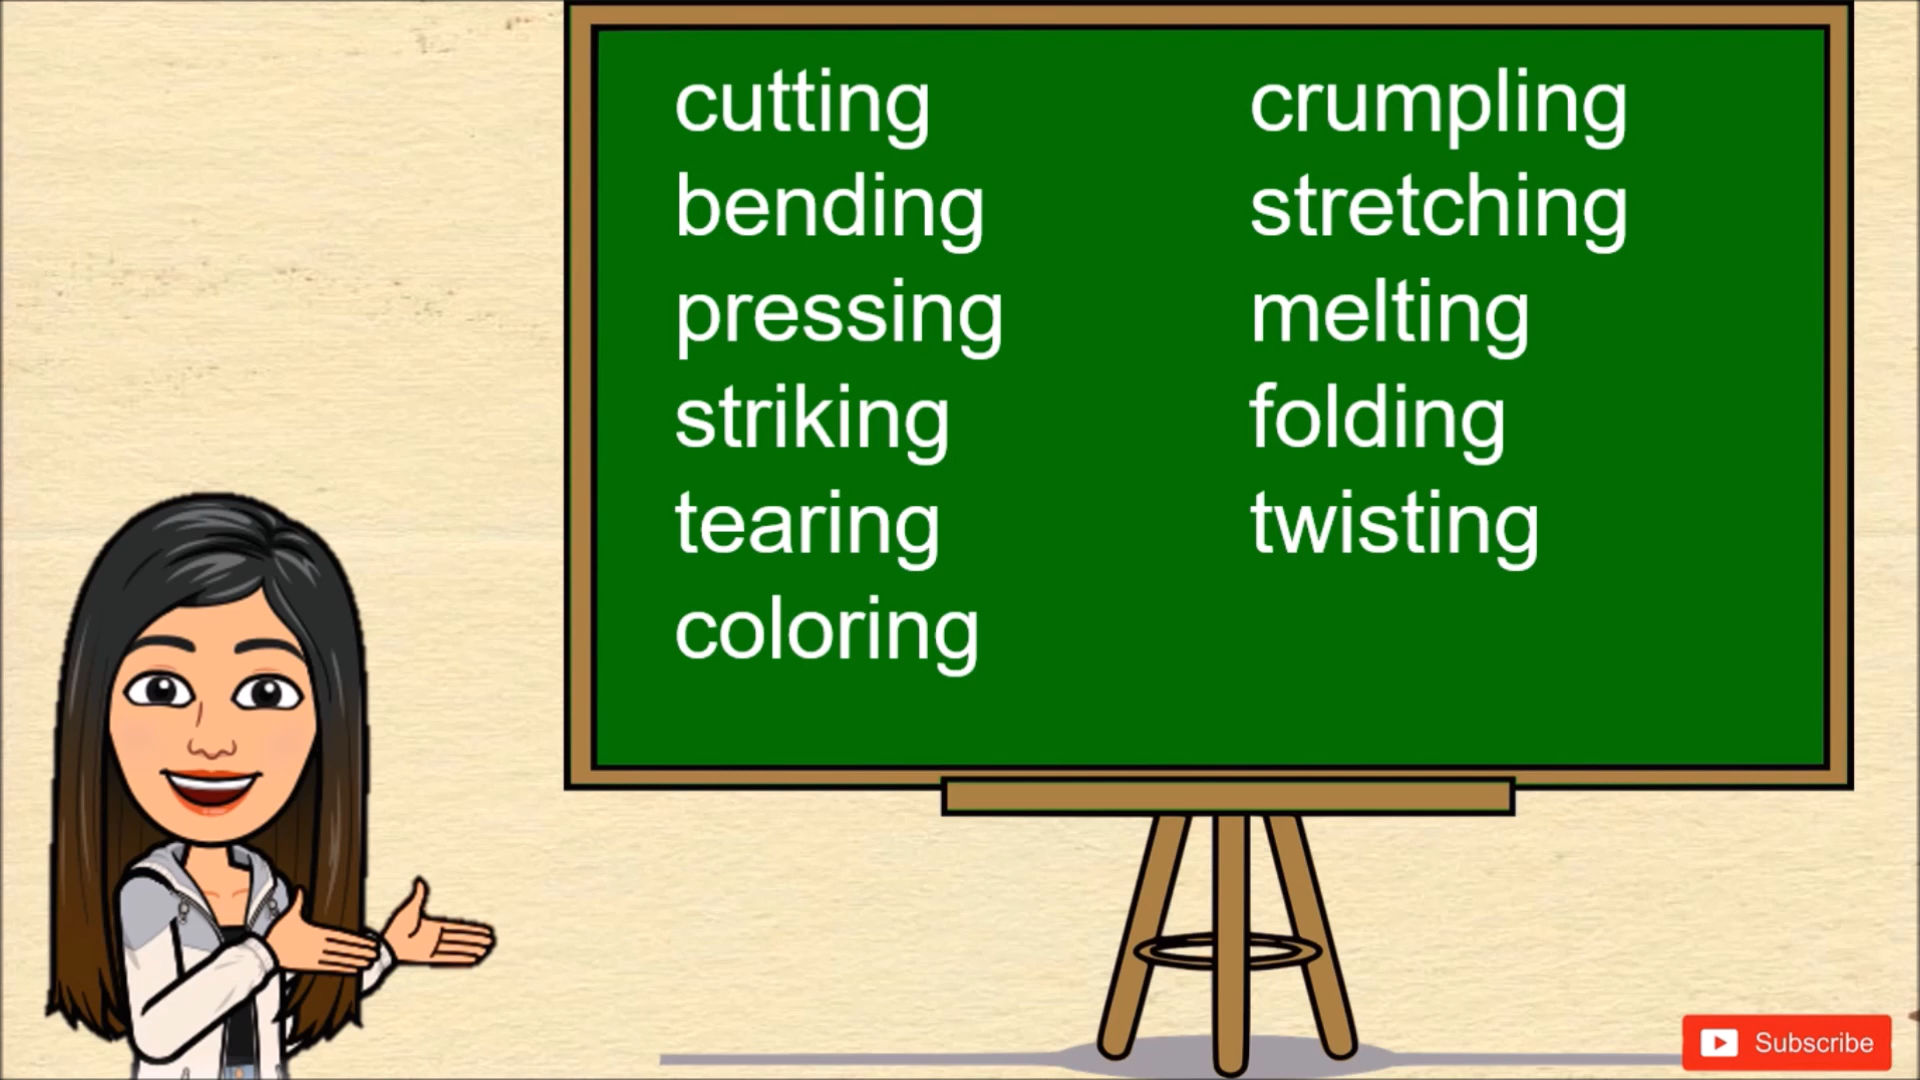 cutting
bending
pressing
striking
tearing
coloring
crumpling
stretching
melting
folding
twisting
Subscribe